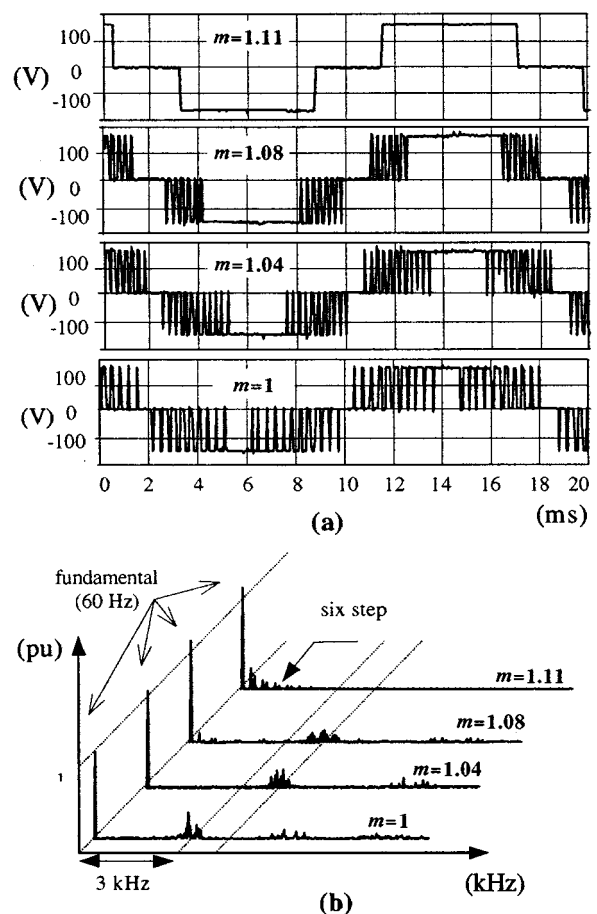 100
(V) 0
-100
m=1.11
100
(V) 0
-100
m=1.08
100
(V) 0
-100
m=1.04
100
(V) 0
-100
m=1
0 2 4 6 8 10 12 14 16 18 20
(a) (ms)
fundamental
(60 Hz)
six step
(pu)
m=1.11
m=1.08
1
m=1.04
m=1
3 kHz
(kHz)
(b)